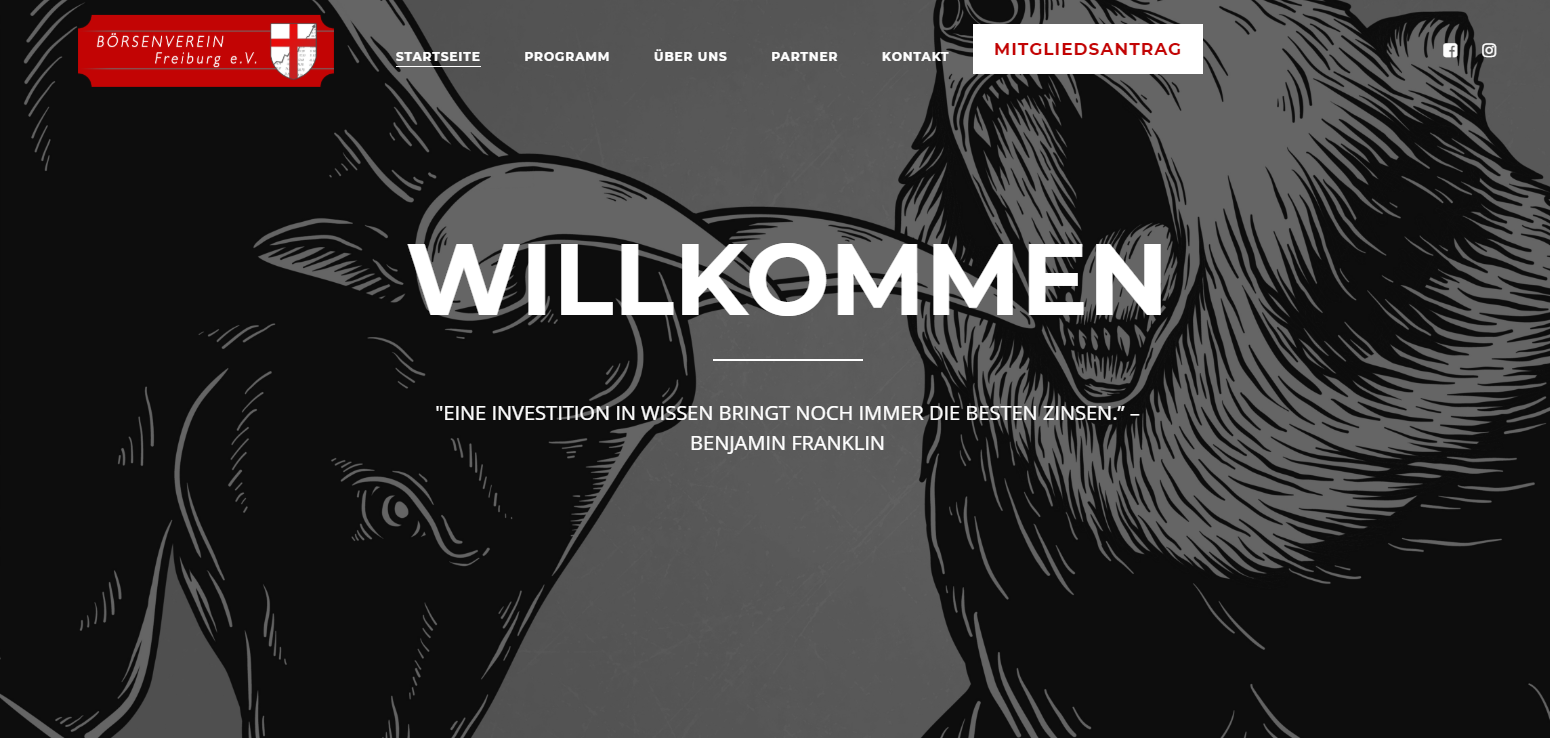 BÖRSENVEREIN
Freiburg e.V.
STARTSEITE PROGRAMM ÜBER UNS PARTNER KONTAKT MITGLIEDSANTRAG
WILLKOMMEN
"EINE INVESTITION IN WISSEN BRINGT NOCH IMMER DIE BESTEN ZINSEN.” –
BENJAMIN FRANKLIN